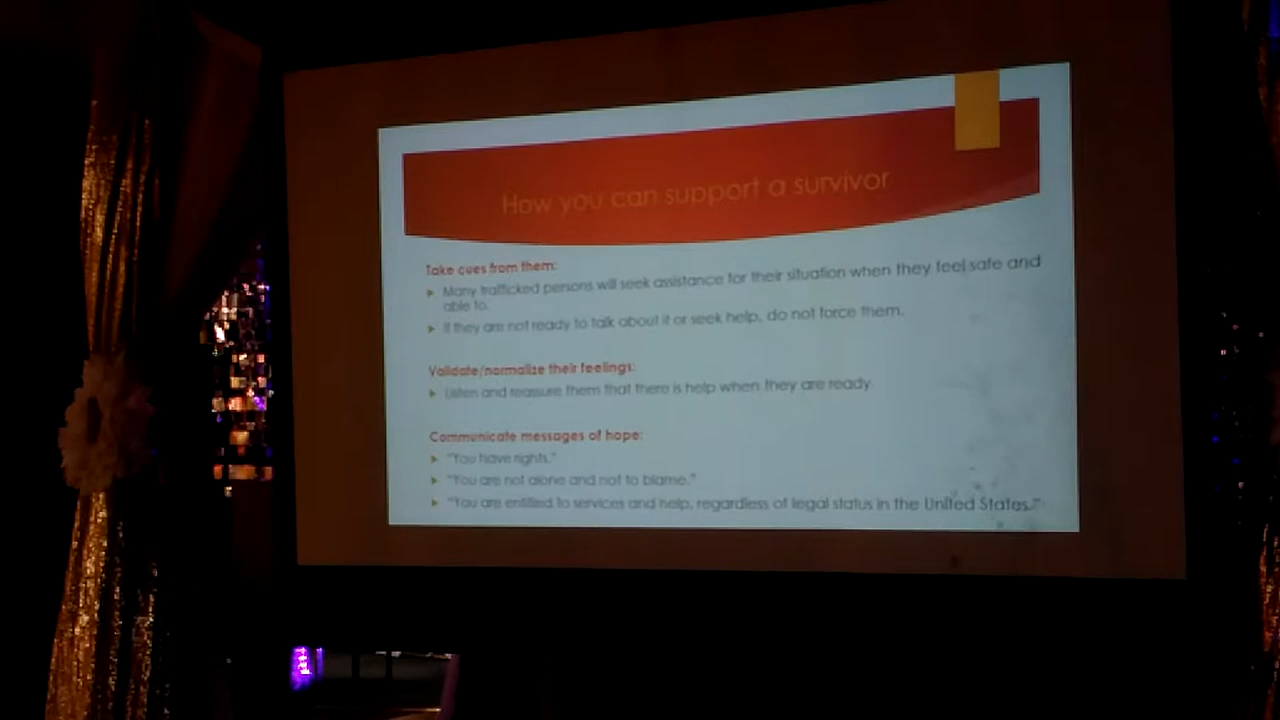 How you can support a survivor
Take cues from them:
Many trafficked persons will seek assistance for their situation when they feel safe and
able to.
If they are not ready to talk about it or seek help, do not force them.
Validate/normalize their feelings:
Listen and reassure them that there is help when they are ready.
Communicate messages of hope:
"You have rights."
"You are not alone and not to blame."
"You are entitled to services and help, regardless of legal status in the United States."